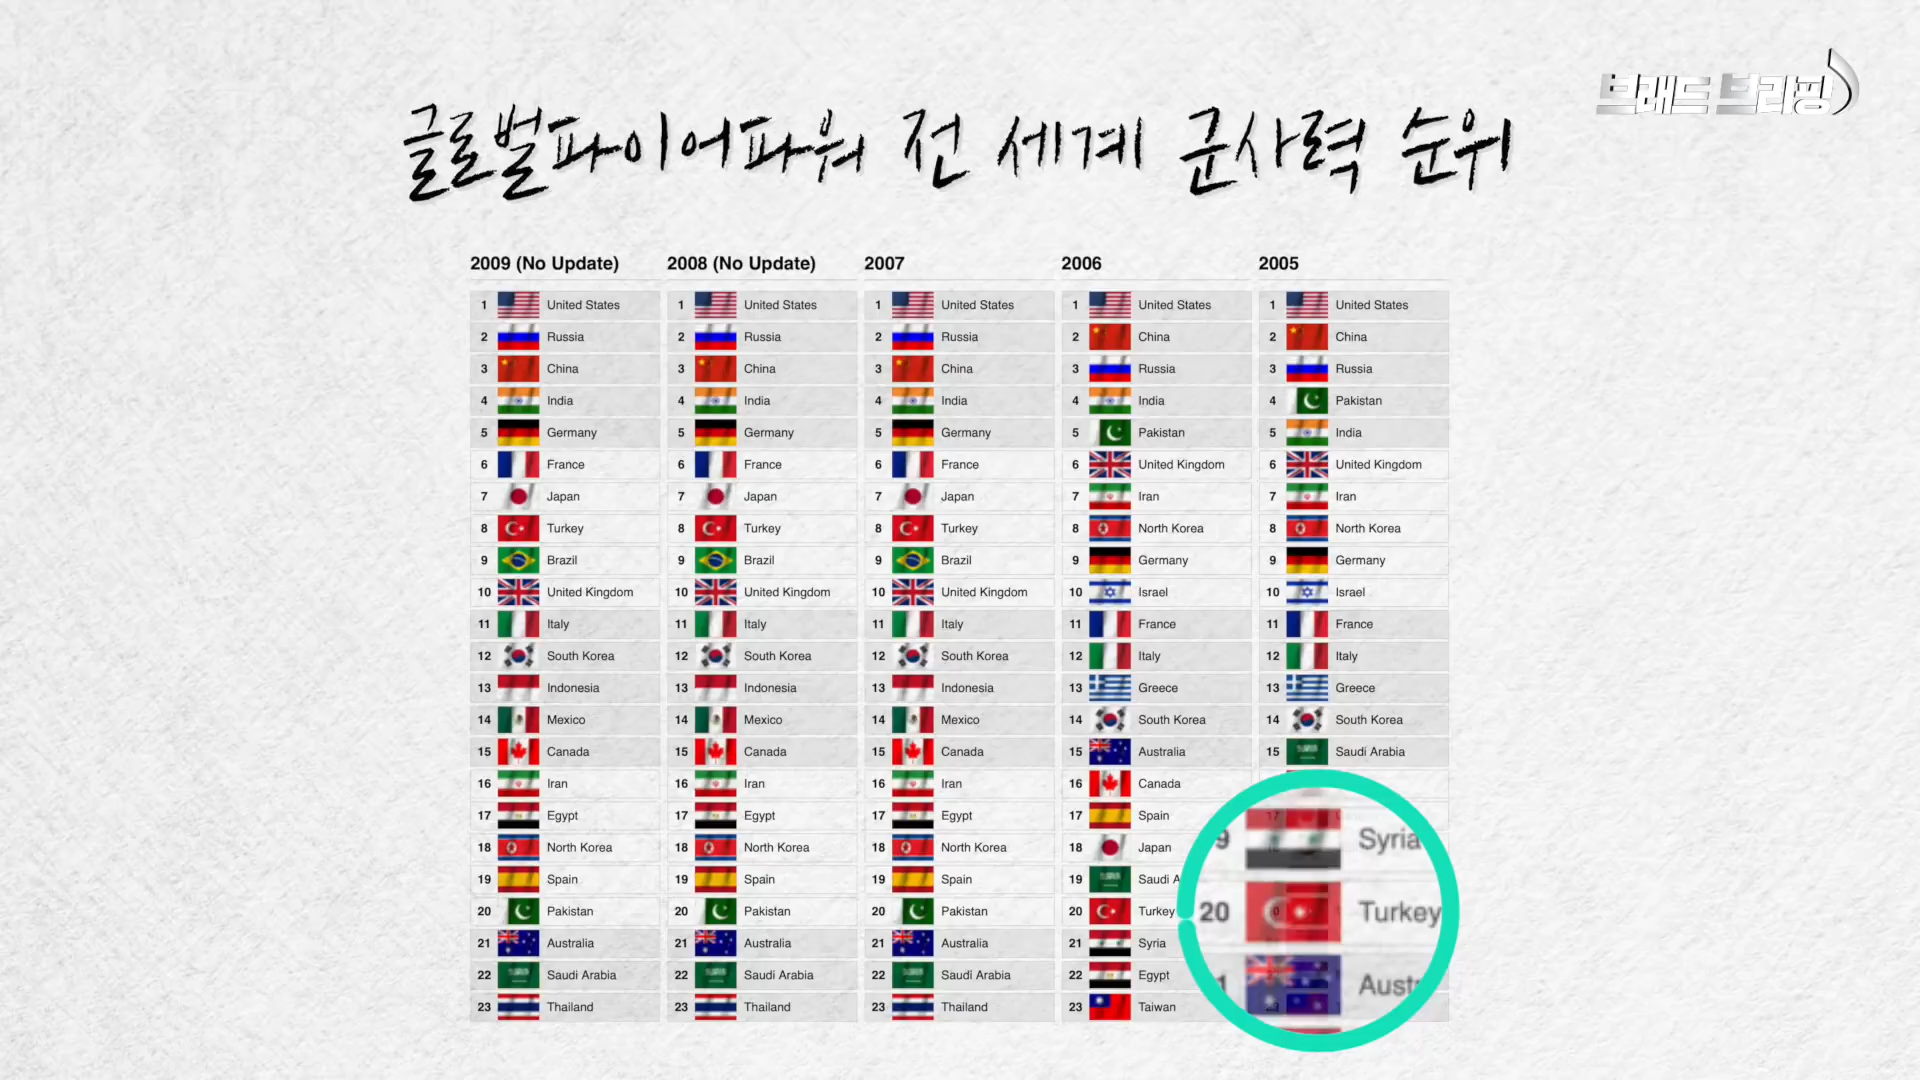 브래드 브리핑
글로벌파이어파워 전 세계 군사력 순위
2009 (No Update) 2008 (No Update) 2007 2006 2005
1 United States 1 United States 1 United States 1 United States 1 United States
2 Russia 2 Russia 2 Russia 2 China 2 China
3 China 3 China 3 China 3 Russia 3 Russia
4 India 4 India 4 India 4 India 4 Pakistan
5 Germany 5 Germany 5 Germany 5 Pakistan 5 India
6 France 6 France 6 France 6 United Kingdom 6 United Kingdom
7 Japan 7 Japan 7 Japan 7 Iran 7 Iran
8 Turkey 8 Turkey 8 Turkey 8 North Korea 8 North Korea
9 Brazil 9 Brazil 9 Brazil 9 Germany 9 Germany
10 United Kingdom 10 United Kingdom 10 United Kingdom 10 Israel 10 Israel
11 Italy 11 Italy 11 Italy 11 France 11 France
12 South Korea 12 South Korea 12 South Korea 12 Italy 12 Italy
13 Indonesia 13 Indonesia 13 Indonesia 13 Greece 13 Greece
14 Mexico 14 Mexico 14 Mexico 14 South Korea 14 South Korea
15 Canada 15 Canada 15 Canada 15 Australia 15 Saudi Arabia
16 Iran 16 Iran 16 Iran 16 Canada
17 Egypt 17 Egypt 17 Egypt 17 Spain
18 North Korea 18 North Korea 18 North Korea 18 Japan 9 Syria
19 Spain 19 Spain 19 Spain 19 Saudi A
20 Pakistan 20 Pakistan 20 Pakistan 20 Turkey 20 Turkey
21 Australia 21 Australia 21 Australia 21 Syria
22 Saudi Arabia 22 Saudi Arabia 22 Saudi Arabia 22 Egypt 1 Austr
23 Thailand 23 Thailand 23 Thailand 23 Taiwan